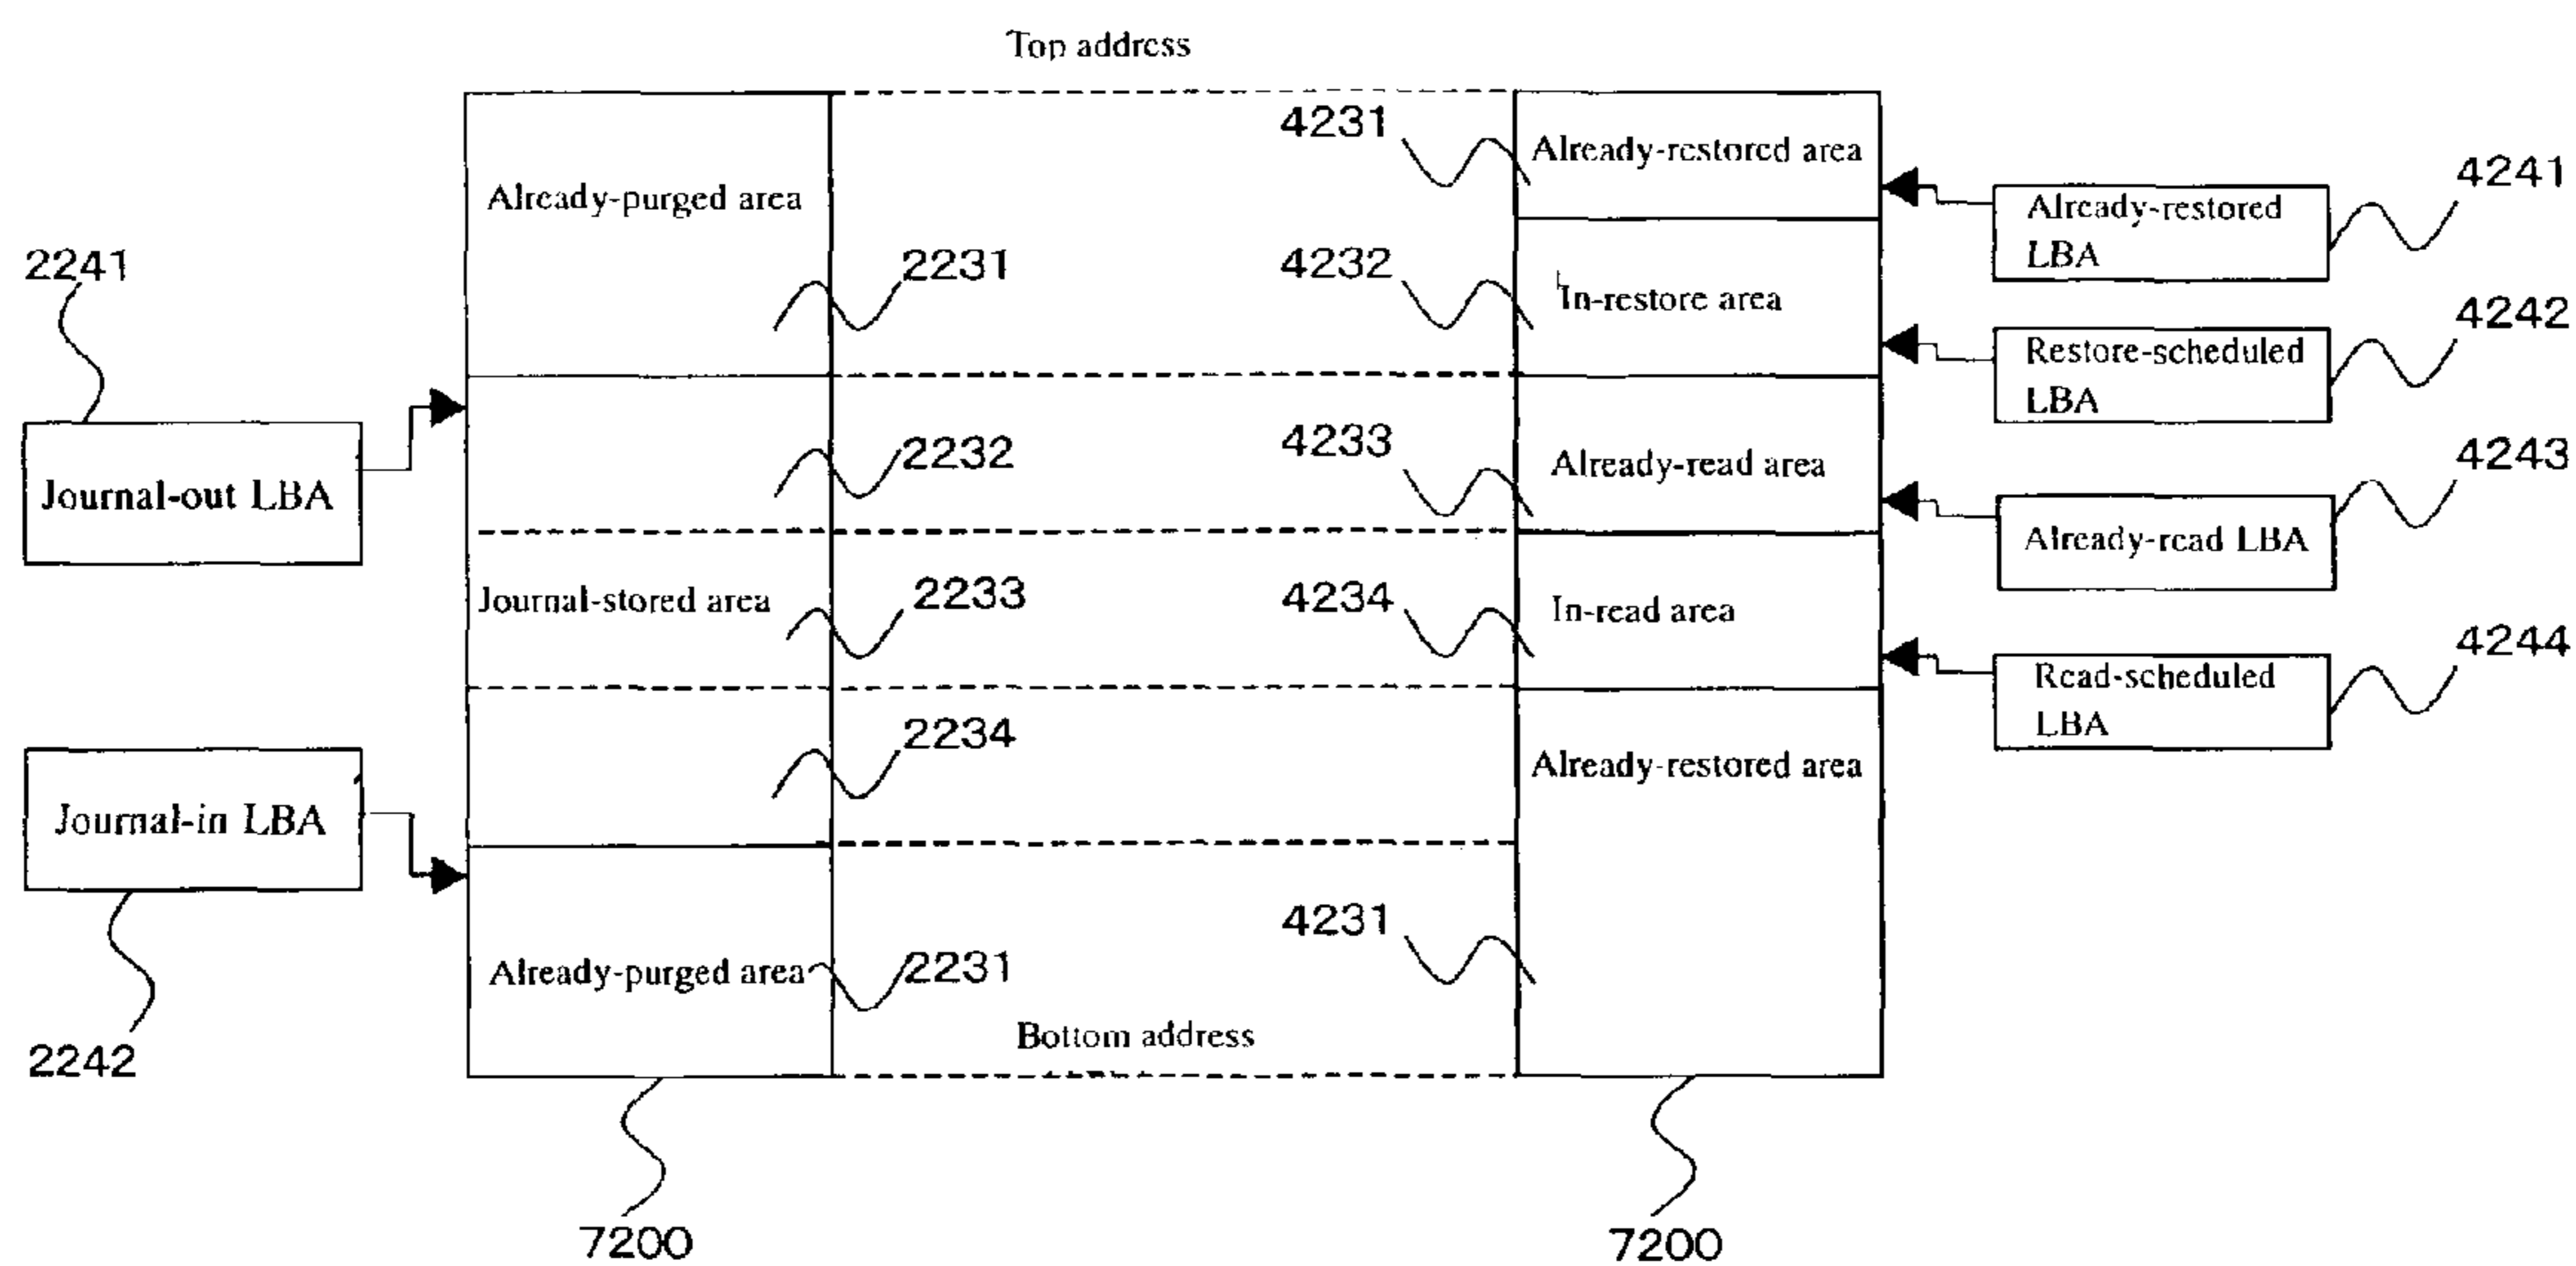 Top address
4231
Already-restored area
4241
Already-restored
LBA
Already-purged area
2241
2231
4232
In-restore area
4242
Restore-scheduled
LBA
Journal-out LBA
2232
4233
Already-read area
4243
Already-read LBA
Journal-stored area
2233
4234
In-read area
4244
Read-scheduled
LBA
2234
Already-restored area
Journal-in LBA
4231
Already-purged area
2231
2242
Bottom address
7200
7200